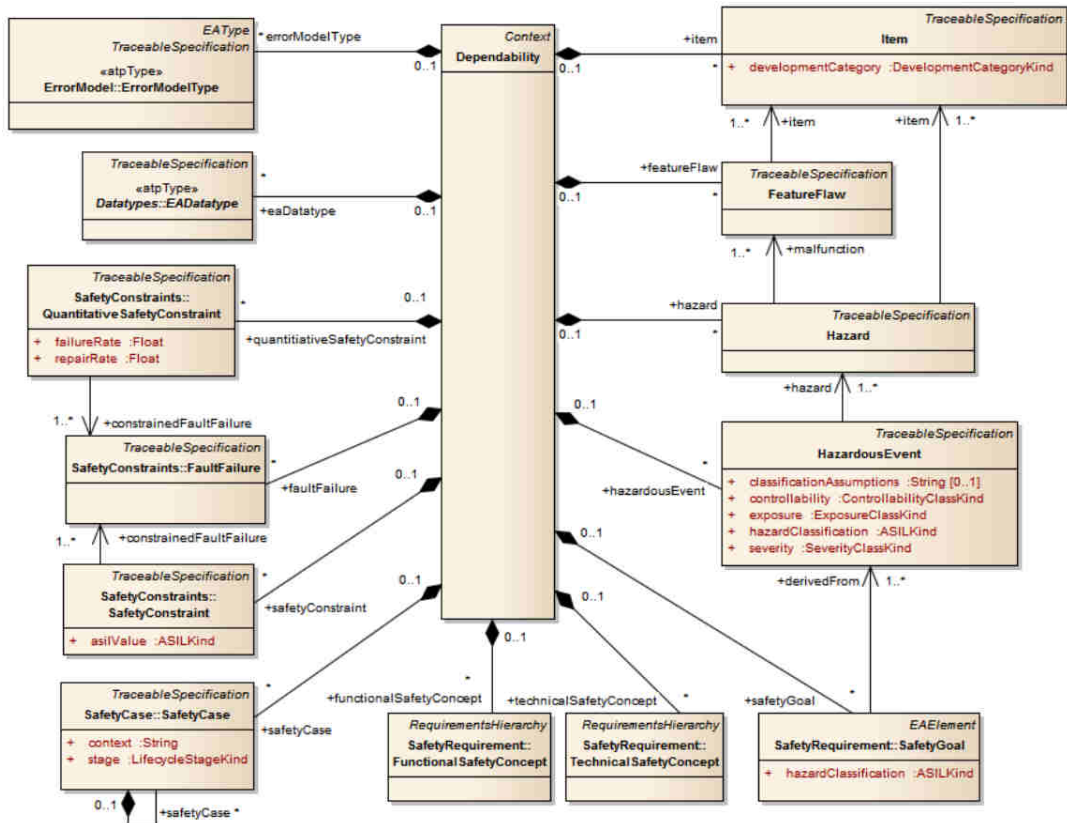 EAType
TraceableSpecification
«atpType»
ErrorModel::ErrorModelType
* +errorModelType
0..1
Context
Dependability
0..1
+item
*
TraceableSpecification
Item
+ developmentCategory :DevelopmentCategoryKind
1..* +item
+item 1..*
TraceableSpecification
«atpType»
Datatypes::EADatatype
*
+eaDatatype
0..1
0..1
+featureFlaw
*
TraceableSpecification
FeatureFlaw
1..* +malfunction
TraceableSpecification
SafetyConstraints::
QuantitativeSafetyConstraint
+ failureRate :Float
+ repairRate :Float
*
+quantitiativeSafetyConstraint
0..1
0..1
+hazard
*
TraceableSpecification
Hazard
+hazard 1..*
1..* +constrainedFaultFailure
TraceableSpecification
SafetyConstraints::FaultFailure
*
+faultFailure
0..1
0..1
+hazardousEvent
*
TraceableSpecification
HazardousEvent
+ classificationAssumptions :String [0..1]
+ controllability :ControllabilityClassKind
+ exposure :ExposureClassKind
+ hazardClassification :ASILKind
+ severity :SeverityClassKind
1..* +constrainedFaultFailure
TraceableSpecification
SafetyConstraints::
SafetyConstraint
+ asilValue :ASILKind
*
+safetyConstraint
0..1
0..1
+derivedFrom 1..*
TraceableSpecification
SafetyCase::SafetyCase
+ context :String
+ stage :LifecycleStageKind
*
+safetyCase
0..1
0..1
+safetyCase *
0..1
+functionalSafetyConcept
*
RequirementsHierarchy
SafetyRequirement::
FunctionalSafetyConcept
0..1
+technicalSafetyConcept
*
RequirementsHierarchy
SafetyRequirement::
TechnicalSafetyConcept
+safetyGoal
*
EAElement
SafetyRequirement::SafetyGoal
+ hazardClassification :ASILKind